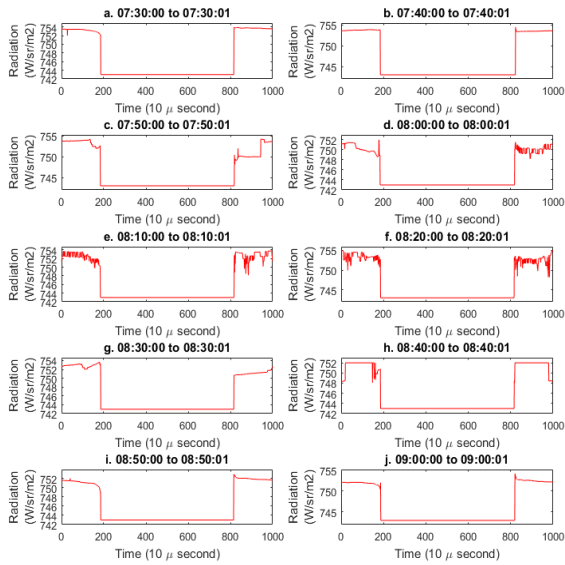 a. 07:30:00 to 07:30:01
Radiation
(W/sr/m2)
754
752
750
748
746
744
742
0 200 400 600 800 1000
Time (10 μ second)
b. 07:40:00 to 07:40:01
Radiation
(W/sr/m2)
755
750
745
0 200 400 600 800 1000
Time (10 μ second)
c. 07:50:00 to 07:50:01
Radiation
(W/sr/m2)
755
750
745
0 200 400 600 800 1000
Time (10 μ second)
d. 08:00:00 to 08:00:01
Radiation
(W/sr/m2)
752
750
748
746
744
742
0 200 400 600 800 1000
Time (10 μ second)
e. 08:10:00 to 08:10:01
Radiation
(W/sr/m2)
754
752
750
748
746
744
742
0 200 400 600 800 1000
Time (10 μ second)
f. 08:20:00 to 08:20:01
Radiation
(W/sr/m2)
755
750
745
0 200 400 600 800 1000
Time (10 μ second)
g. 08:30:00 to 08:30:01
Radiation
(W/sr/m2)
754
752
750
748
746
744
742
0 200 400 600 800 1000
Time (10 μ second)
h. 08:40:00 to 08:40:01
Radiation
(W/sr/m2)
752
750
748
746
744
742
0 200 400 600 800 1000
Time (10 μ second)
i. 08:50:00 to 08:50:01
Radiation
(W/sr/m2)
752
750
748
746
744
742
0 200 400 600 800 1000
Time (10 μ second)
j. 09:00:00 to 09:00:01
Radiation
(W/sr/m2)
755
750
745
0 200 400 600 800 1000
Time (10 μ second)